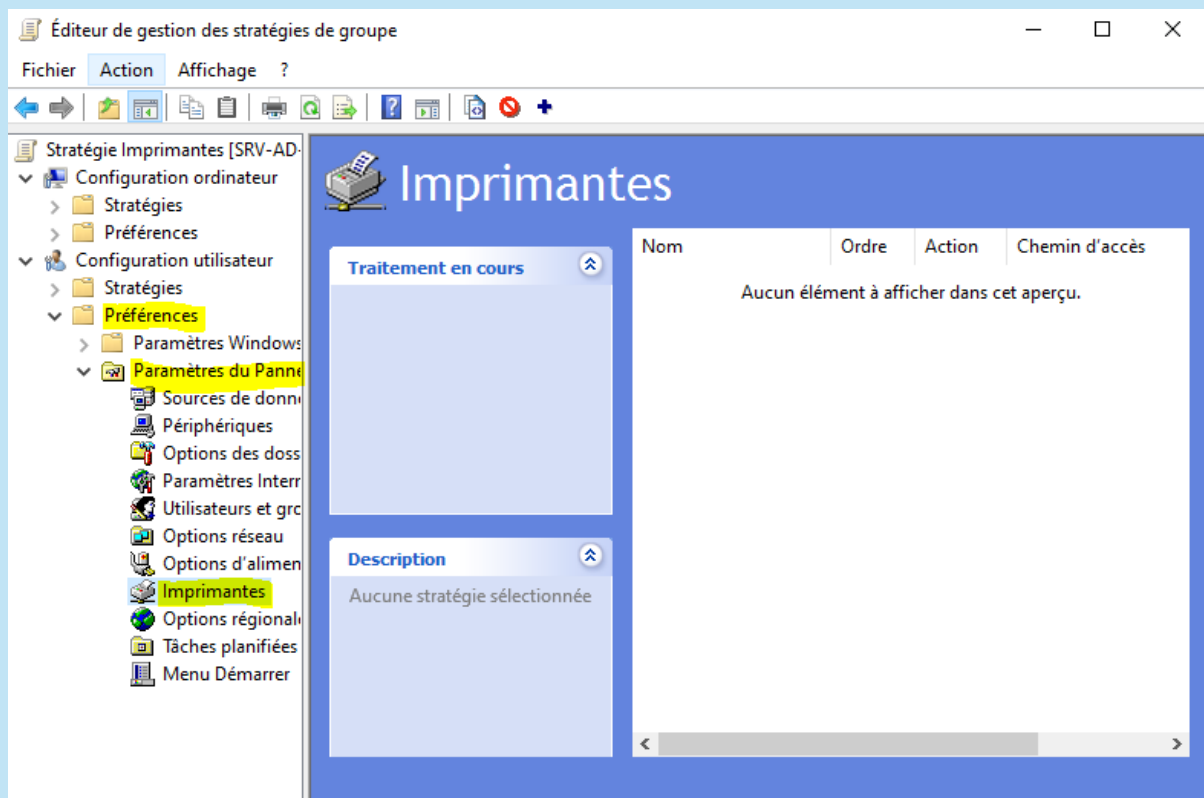 Éditeur de gestion des stratégies de groupe
Fichier Action Affichage ?
Stratégie Imprimantes [SRV-AD-
Configuration ordinateur
Stratégies
Préférences
Configuration utilisateur
Stratégies
Préférences
Paramètres Windows
Paramètres du Panne
Sources de donn
Périphériques
Options des doss
Paramètres Interr
Utilisateurs et grc
Options réseau
Options d'alimen
Imprimantes
Options régional
Tâches planifiées
Menu Démarrer
Imprimantes
Traitement en cours
Description
Aucune stratégie sélectionnée
Nom Ordre Action Chemin d'accès
Aucun élément à afficher dans cet aperçu.